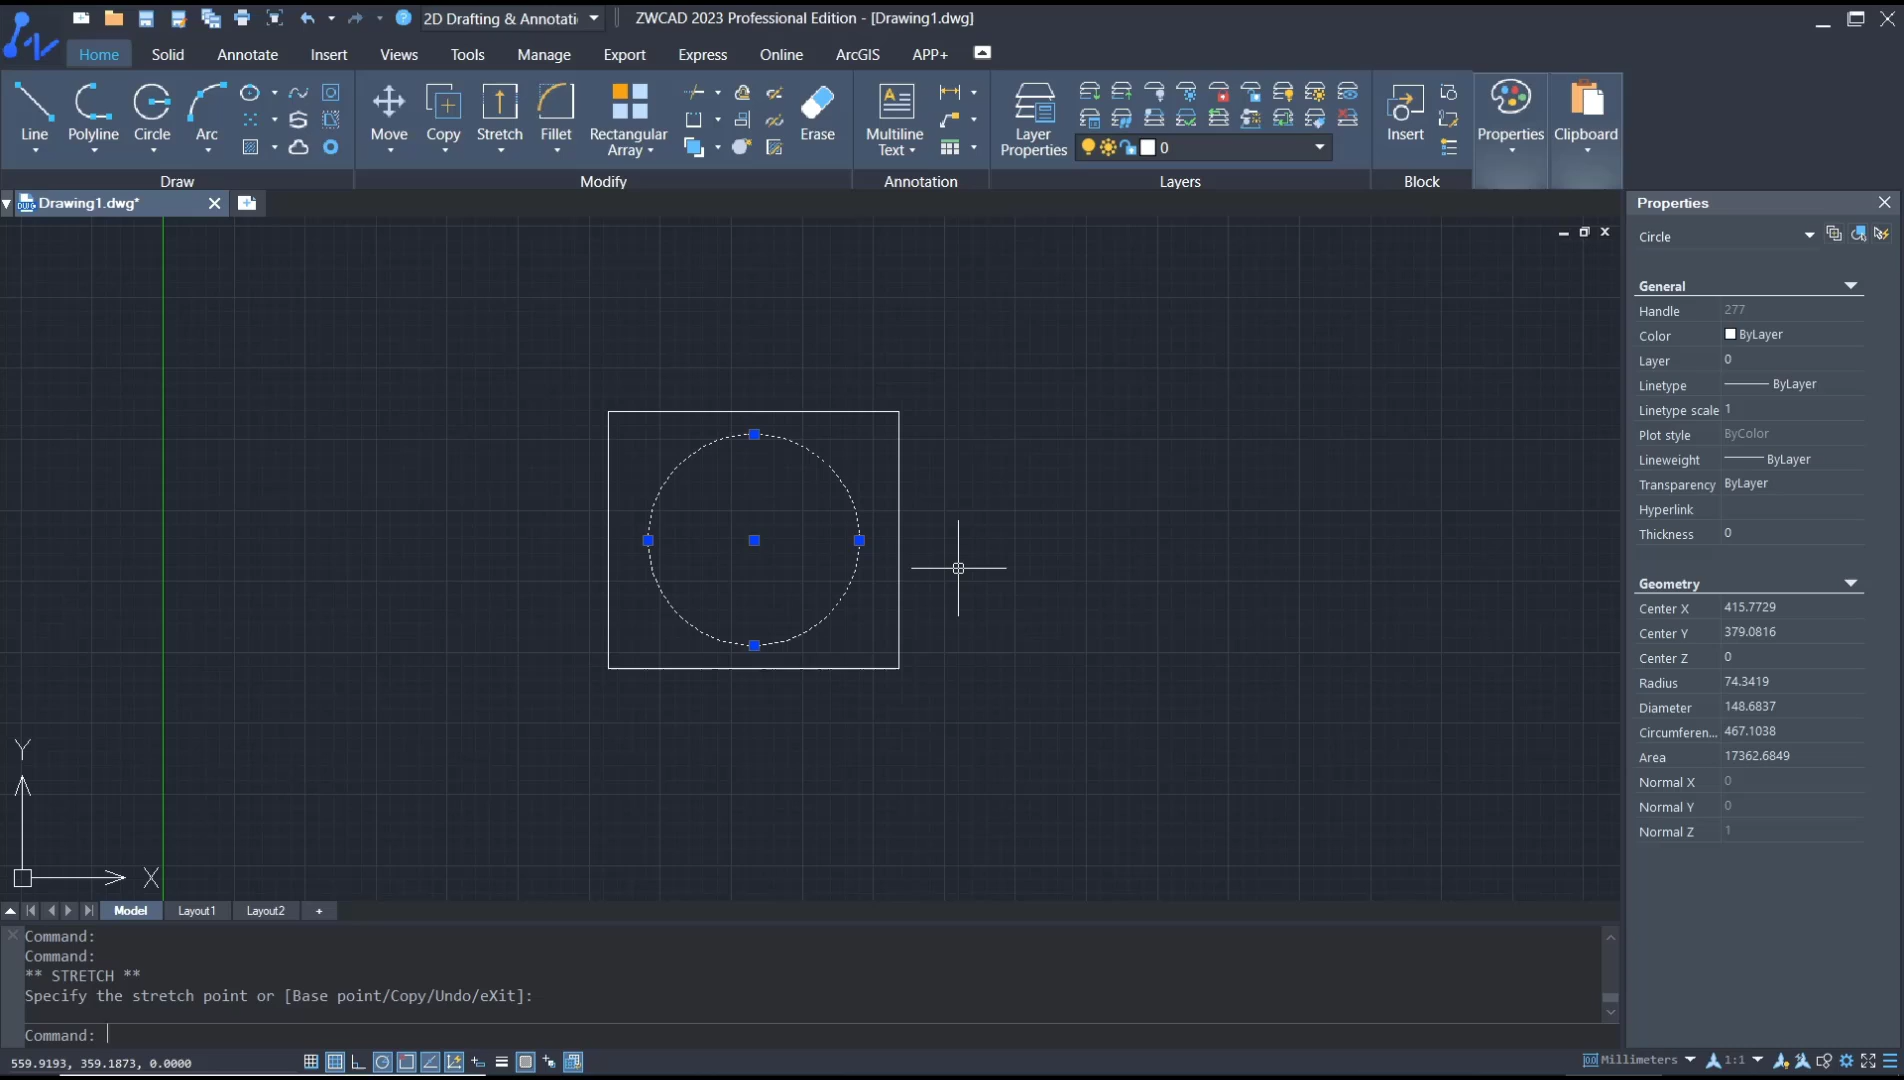 2D Drafting & Annotati
ZWCAD 2023 Professional Edition - [Drawing1.dwg]
Home
Solid
Annotate
Insert
Views
Tools
Manage
Export
Express
Online
ArcGIS
APP+
Line
Polyline
Circle
Arc
Move
Copy
Stretch
Fillet
Rectangular
Array
Erase
Multiline
Text
Layer
Properties
0
Insert
Properties
Clipboard
Draw
Modify
Annotation
Layers
Block
Drawing1.dwg*
Properties
Circle
General
Handle 277
Color ByLayer
Layer 0
Linetype ByLayer
Linetype scale 1
Plot style ByColor
Lineweight ByLayer
Transparency ByLayer
Hyperlink
Thickness 0
Geometry
Center X 415.7729
Center Y 379.0816
Center Z 0
Radius 74.3419
Diameter 148.6837
Circumferen... 467.1038
Area 17362.6849
Normal X 0
Normal Y 0
Normal Z 1
Y
X
Model
Layout1
Layout2
+
Command:
Command:
** STRETCH **
Specify the stretch point or [Base point/Copy/Undo/eXit]:
Command:
559.9193, 359.1873, 0.0000
Millimeters
1:1